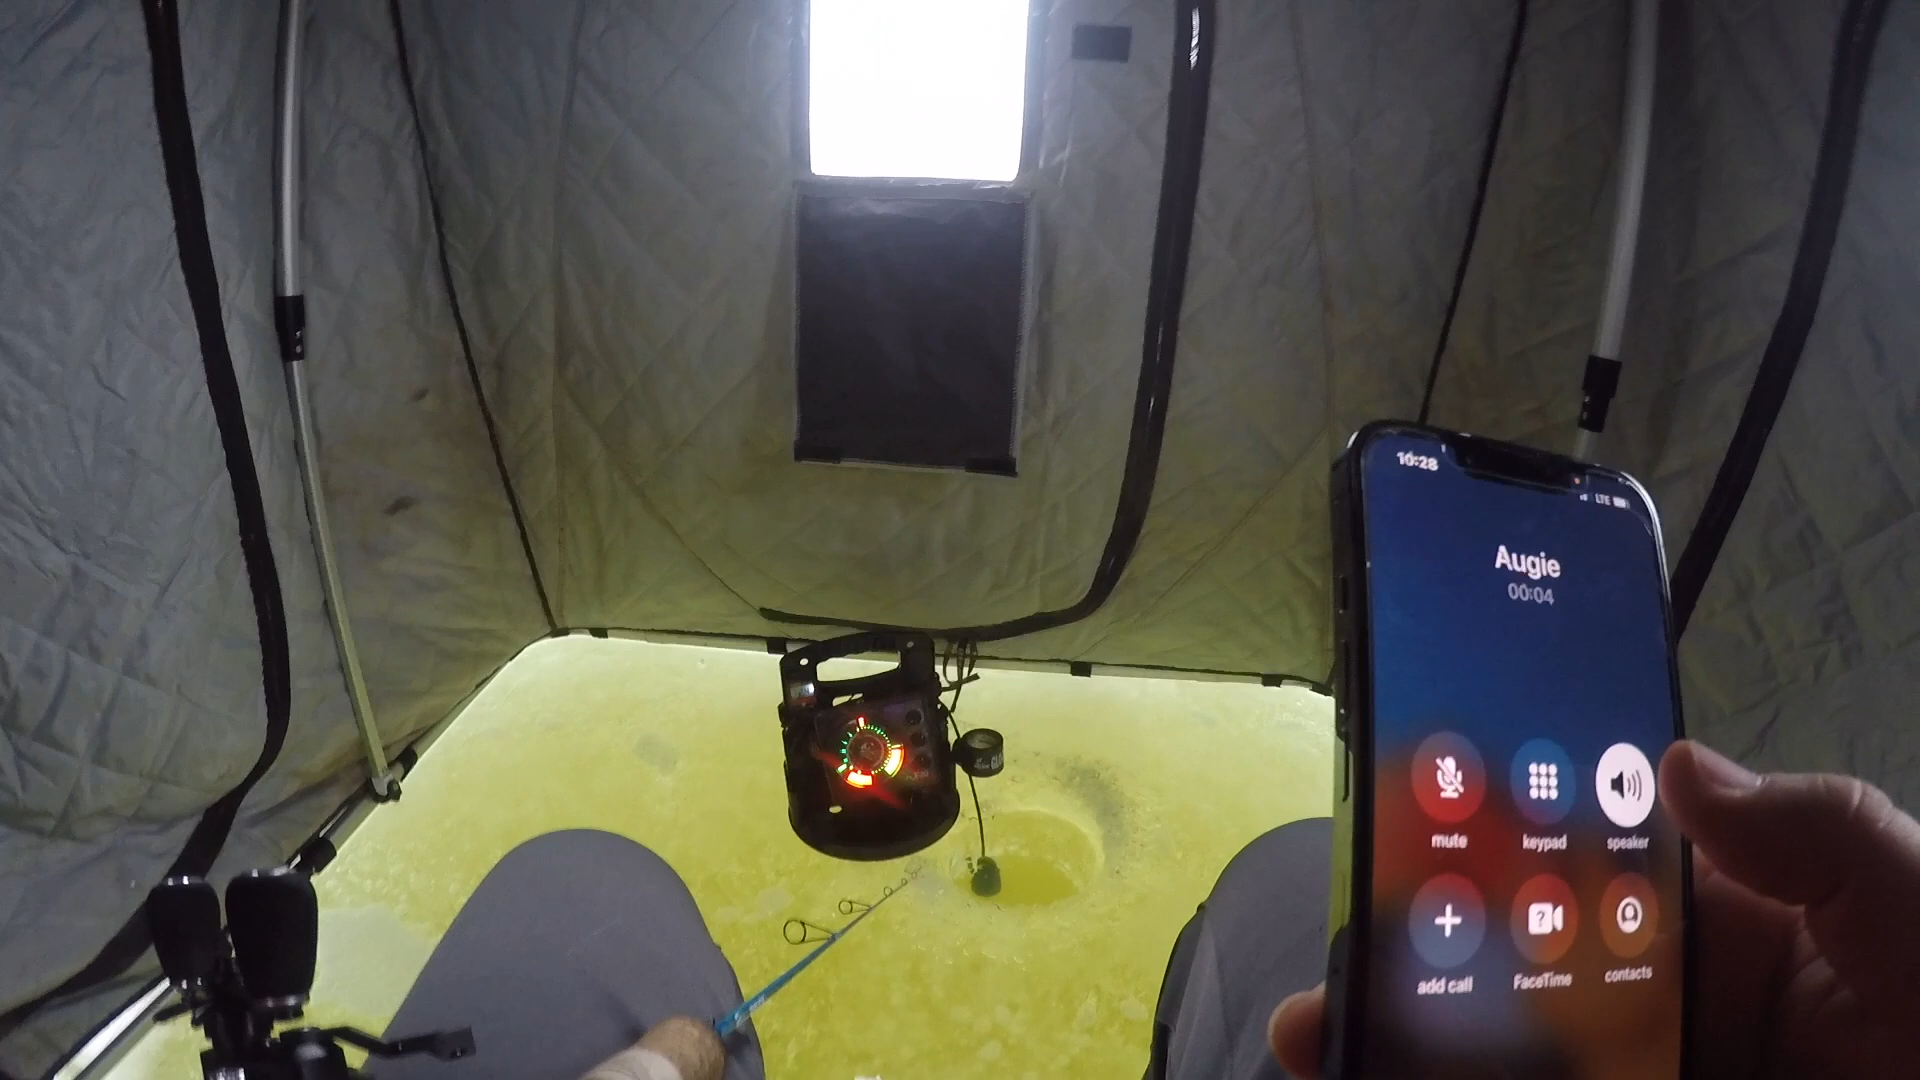 10:28
LTE
Augie
00:04
mute
keypad
speaker
add call
FaceTime
contacts